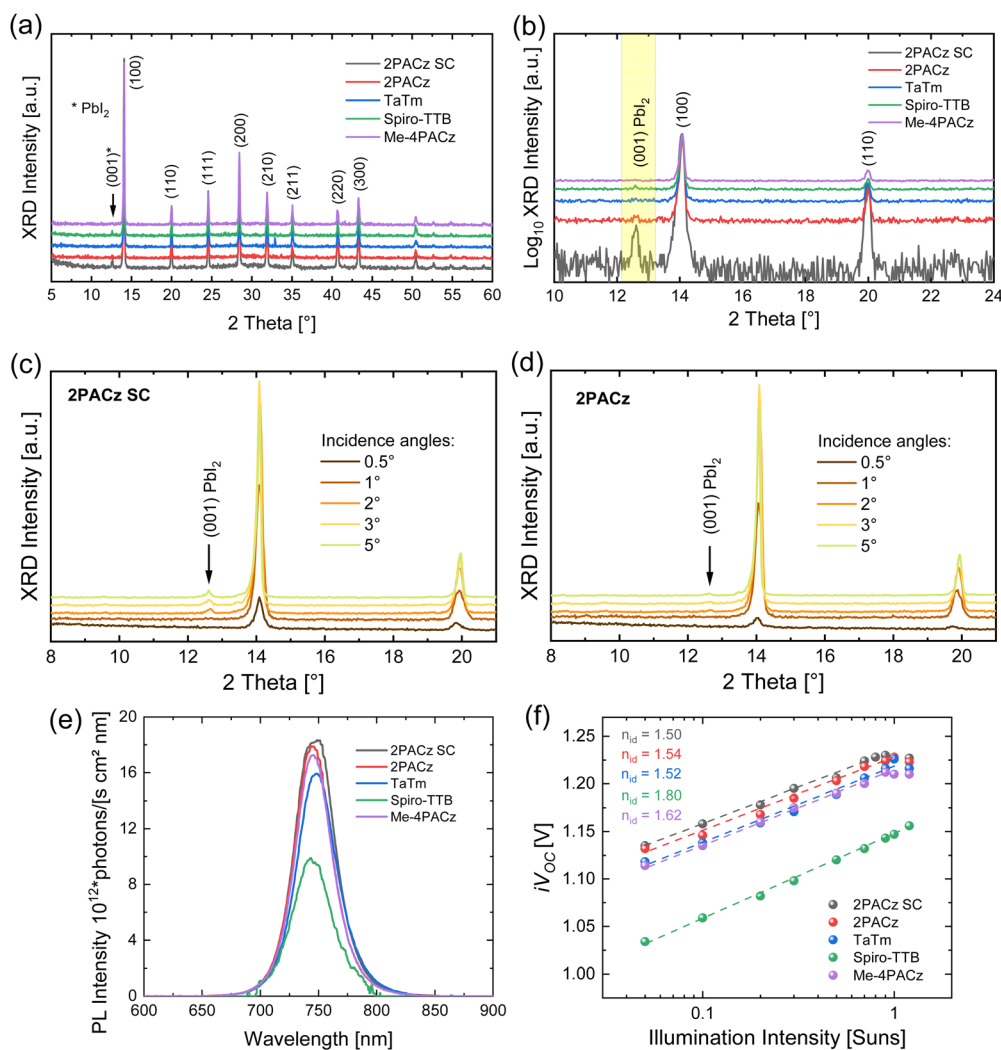 (a)
XRD Intensity [a.u.]
* PbI₂
(001)*
(100)
(110)
(111)
(200)
(210)
(211)
(220)
(300)
2PACz SC
2PACz
TaTm
Spiro-TTB
Me-4PACz
5 10 15 20 25 30 35 40 45 50 55 60
2 Theta [°]
(b)
Log₁₀ XRD Intensity [a.u.]
(001) PbI₂
(100)
(110)
2PACz SC
2PACz
TaTm
Spiro-TTB
Me-4PACz
10 12 14 16 18 20 22 24
2 Theta [°]
(c)
XRD Intensity [a.u.]
2PACz SC
(001) PbI₂
Incidence angles:
0.5°
1°
2°
3°
5°
8 10 12 14 16 18 20
2 Theta [°]
(d)
XRD Intensity [a.u.]
2PACz
(001) PbI₂
Incidence angles:
0.5°
1°
2°
3°
5°
8 10 12 14 16 18 20
2 Theta [°]
(e)
PL Intensity 10¹²*photons/[s cm² nm]
20
16
12
8
4
0
2PACz SC
2PACz
TaTm
Spiro-TTB
Me-4PACz
600 650 700 750 800 850 900
Wavelength [nm]
(f)
iVOC [V]
1.25
1.20
1.15
1.10
1.05
1.00
nid = 1.50
nid = 1.54
nid = 1.52
nid = 1.80
nid = 1.62
2PACz SC
2PACz
TaTm
Spiro-TTB
Me-4PACz
0.1 1
Illumination Intensity [Suns]